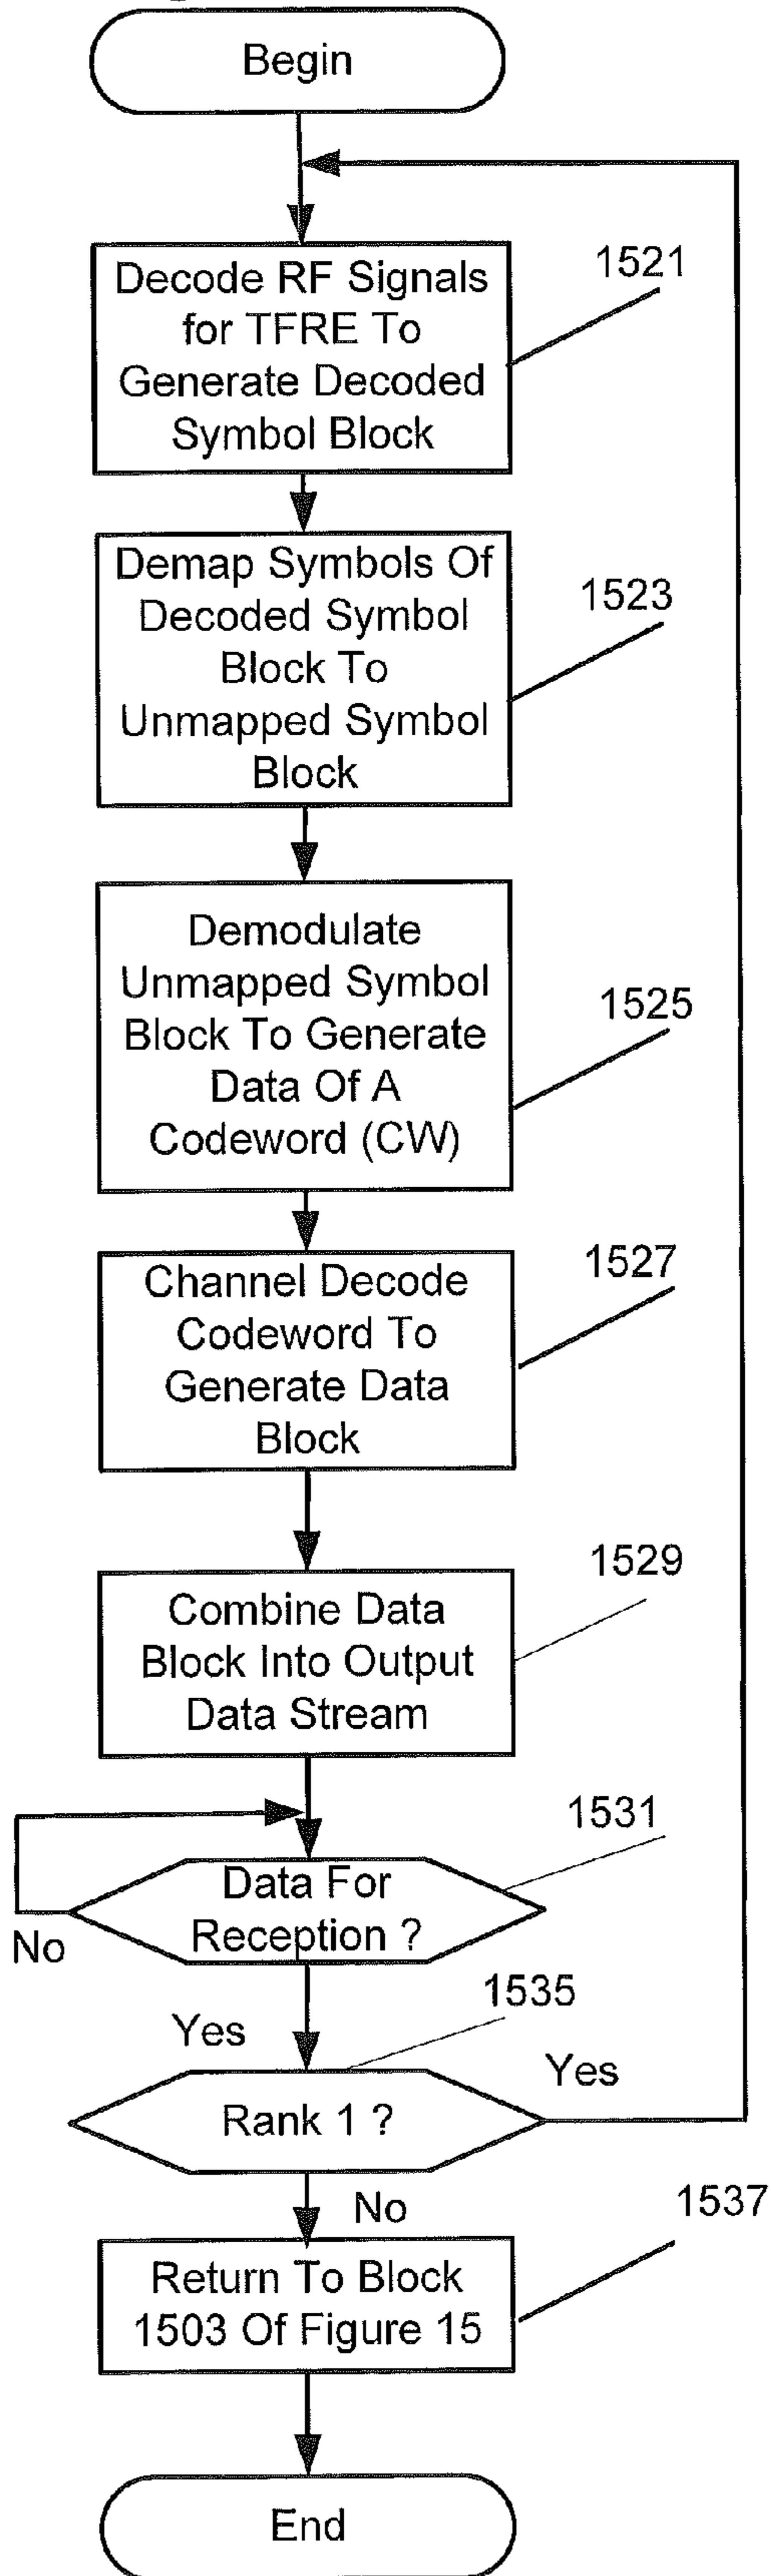 Begin
1521
Decode RF Signals
for TFRE To
Generate Decoded
Symbol Block
1523
Demap Symbols Of
Decoded Symbol
Block To
Unmapped Symbol
Block
1525
Demodulate
Unmapped Symbol
Block To Generate
Data Of A
Codeword (CW)
1527
Channel Decode
Codeword To
Generate Data
Block
1529
Combine Data
Block Into Output
Data Stream
1531
Data For
Reception ?
No
1535
Yes
Yes
Rank 1 ?
No
1537
Return To Block
1503 Of Figure 15
End